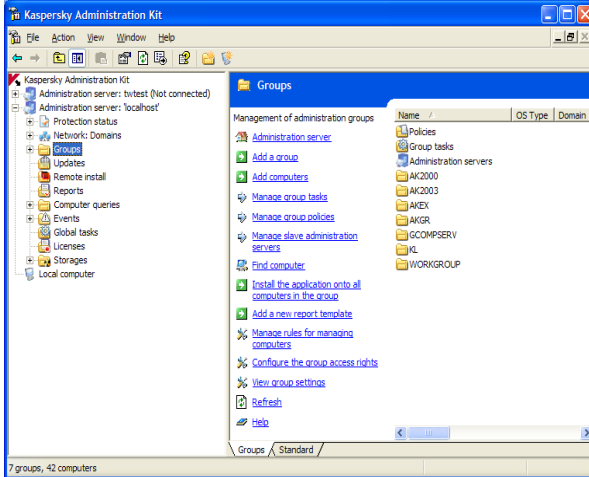 Kaspersky Administration Kit
File Action View Window Help
Kaspersky Administration Kit
Administration server: tvvtest (Not connected)
Administration server: 'localhost'
Protection status
Network: Domains
Groups
Updates
Remote install
Reports
Computer queries
Events
Global tasks
Licenses
Storages
Local computer
Groups
Management of administration groups
Administration server
Add a group
Add computers
Manage group tasks
Manage group policies
Manage slave administration
servers
Find computer
Install the application onto all
computers in the group
Add a new report template
Manage rules for managing
computers
Configure the group access rights
View group settings
Refresh
Help
Name OS Type Domain
Policies
Group tasks
Administration servers
AK2000
AK2003
AKEX
AKGR
GCOMPSERV
KL
WORKGROUP
Groups Standard
7 groups, 42 computers